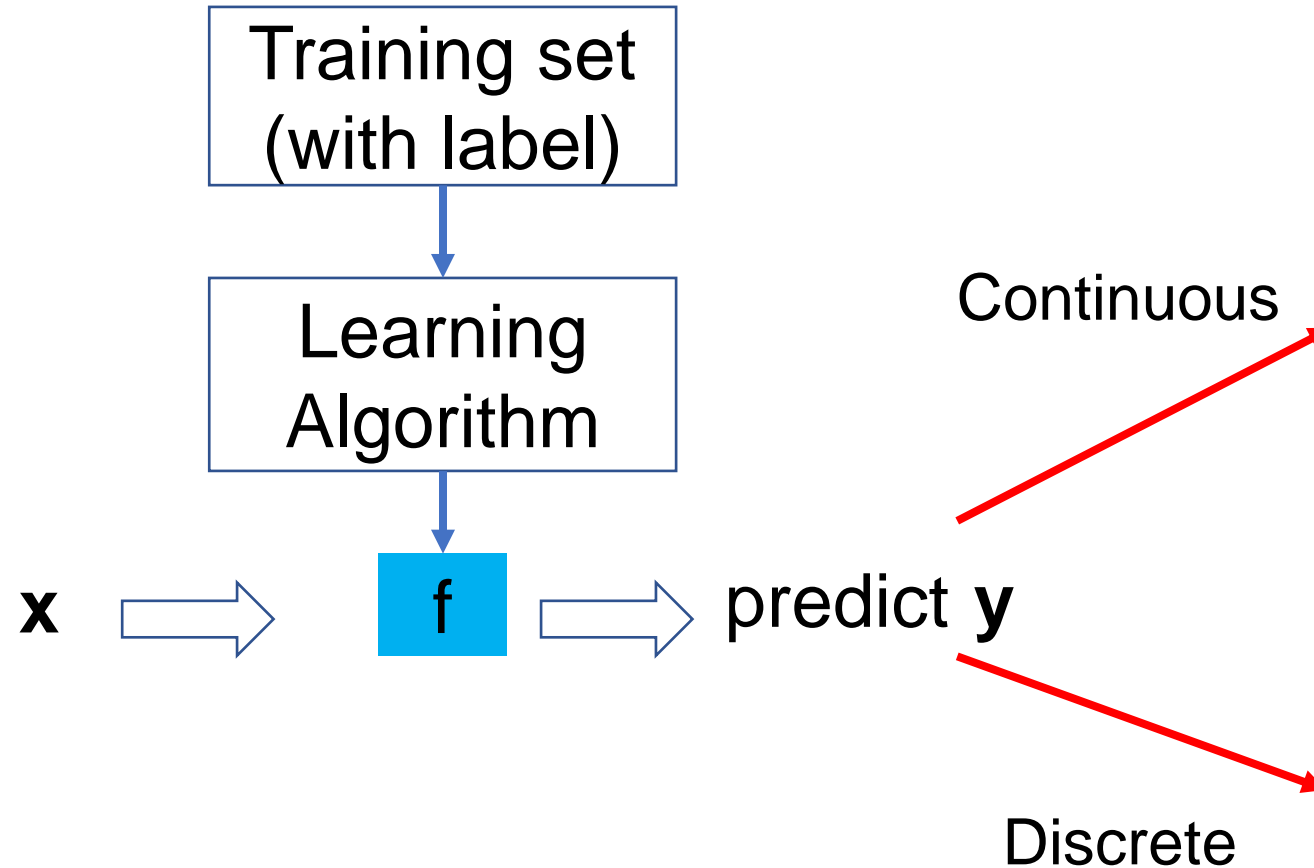 Training set
(with label)
Learning
Algorithm
Continuous
x
f
predict y
Discrete